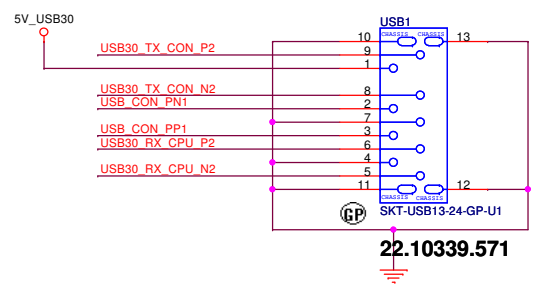 5V_USB30
USB1
10 CHASSIS CHASSIS 13
USB30_TX_CON_P2 9
1
USB30_TX_CON_N2 8
USB_CON_PN1 2
7
USB_CON_PP1 3
USB30_RX_CPU_P2 6
4
USB30_RX_CPU_N2 5
11 CHASSIS CHASSIS 12
GP SKT-USB13-24-GP-U1
22.10339.571